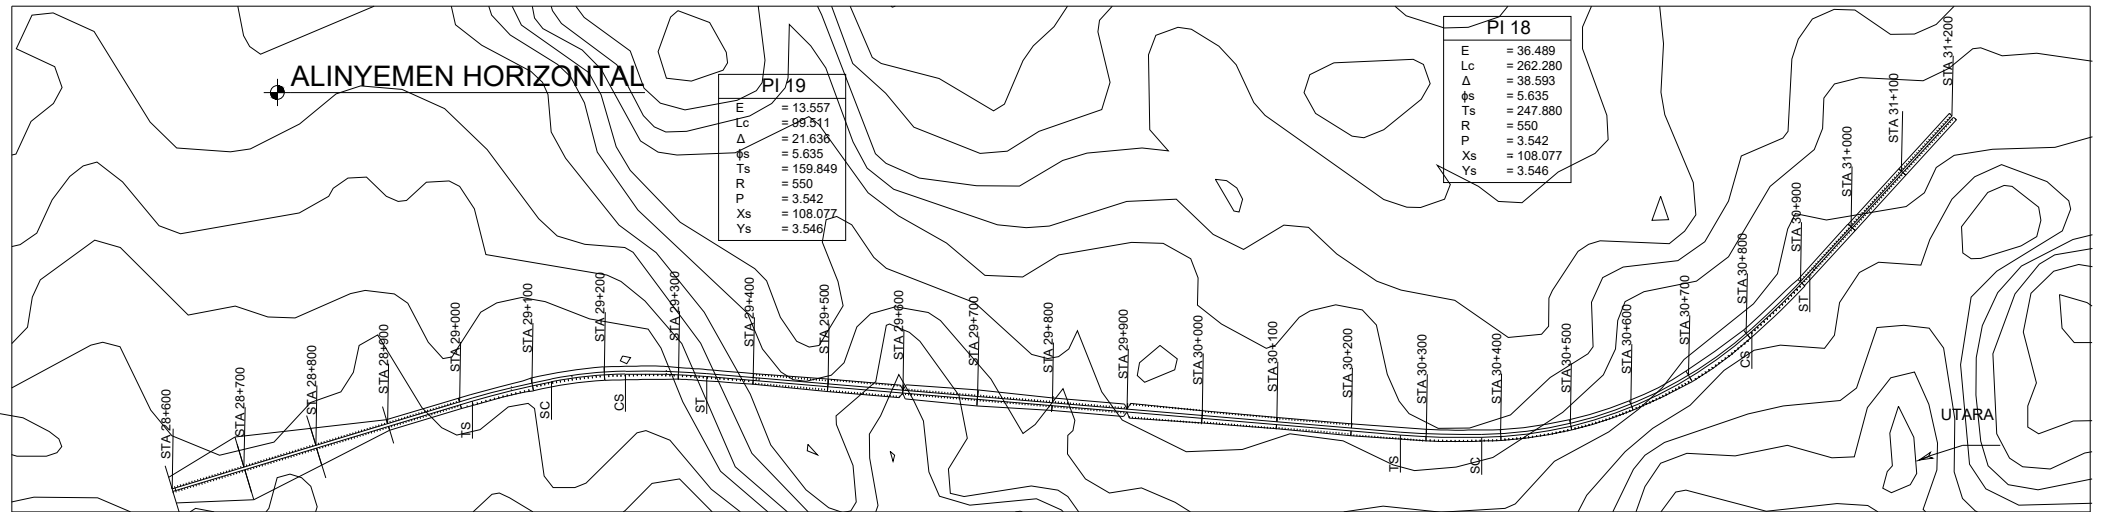 ALINYEMEN HORIZONTAL
PI 19
E = 13.557
Lc = 99.511
Δ = 21.636
ϕs = 5.635
Ts = 159.849
R = 550
P = 3.542
Xs = 108.077
Ys = 3.546
PI 18
E = 36.489
Lc = 262.280
Δ = 38.593
ϕs = 5.635
Ts = 247.880
R = 550
P = 3.542
Xs = 108.077
Ys = 3.546
STA 28+600
STA 28+700
STA 28+800
STA 28+900
STA 29+000
STA 29+100
STA 29+200
STA 29+300
STA 29+400
STA 29+500
STA 29+600
STA 29+700
STA 29+800
STA 29+900
STA 30+000
STA 30+100
STA 30+200
STA 30+300
STA 30+400
STA 30+500
STA 30+600
STA 30+700
STA 30+800
STA 30+900
STA 31+000
STA 31+100
STA 31+200
TS
SC
CS
ST
TS
SC
CS
ST
UTARA